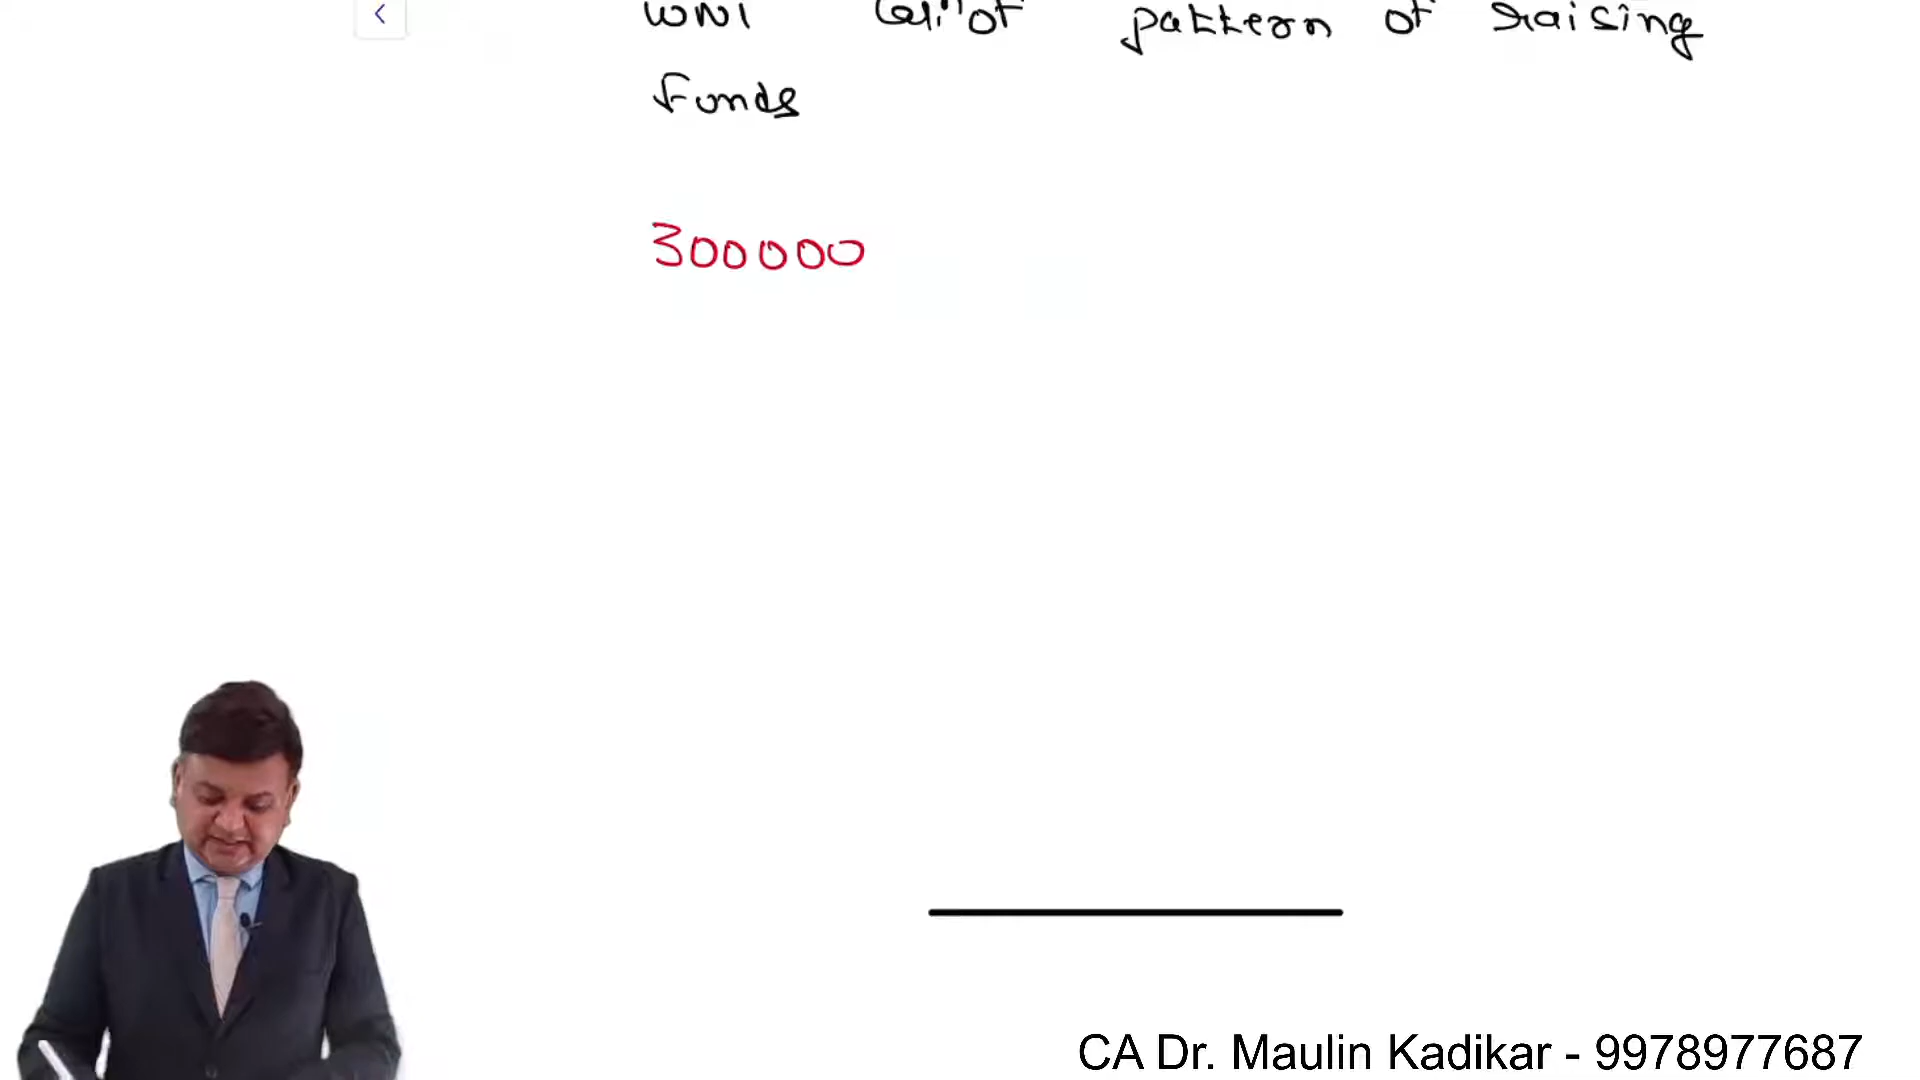 pattern of raising
Funds
300000
CA Dr. Maulin Kadikar - 9978977687